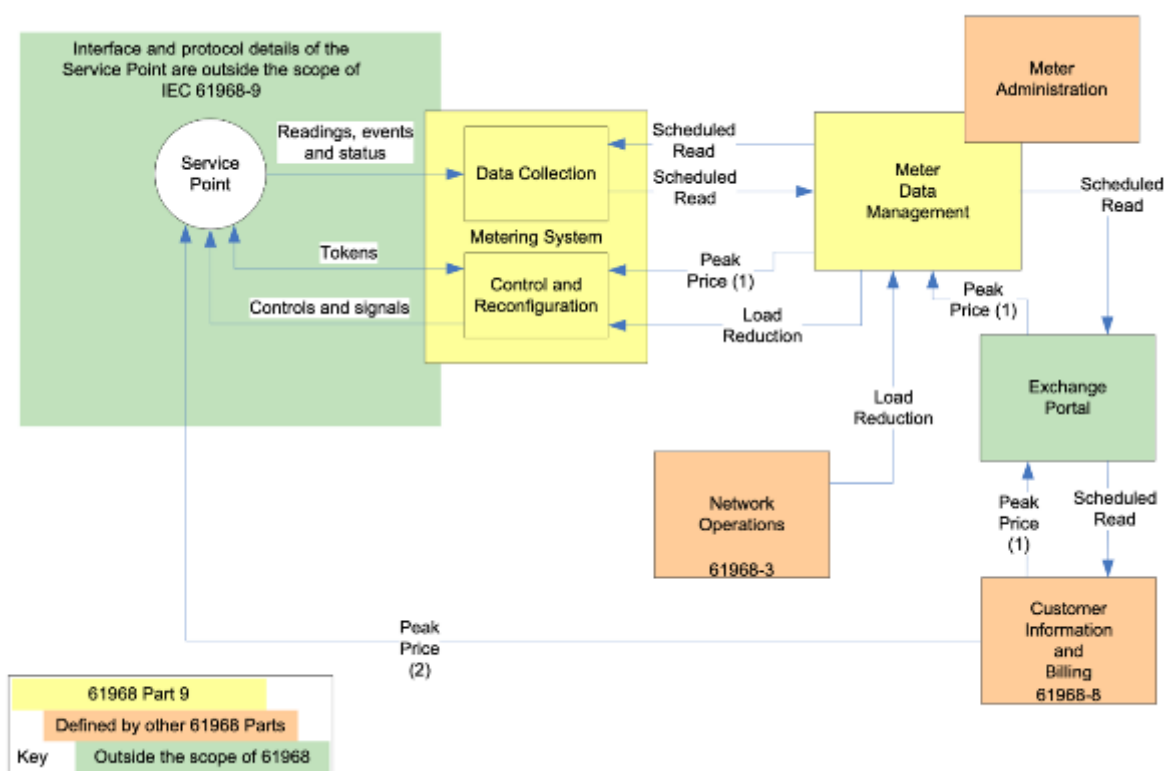 Interface and protocol details of the
Service Point are outside the scope of
IEC 61968-9
Service
Point
Readings, events
and status
Data Collection
Metering System
Tokens
Control and
Reconfiguration
Controls and signals
Scheduled
Read
Scheduled
Read
Peak
Price (1)
Load
Reduction
Meter
Administration
Meter
Data
Management
Scheduled
Read
Peak
Price (1)
Exchange
Portal
Load
Reduction
Network
Operations
61968-3
Peak
Price
(1)
Scheduled
Read
Customer
Information
and
Billing
61968-8
Peak
Price
(2)
61968 Part 9
Defined by other 61968 Parts
Key
Outside the scope of 61968